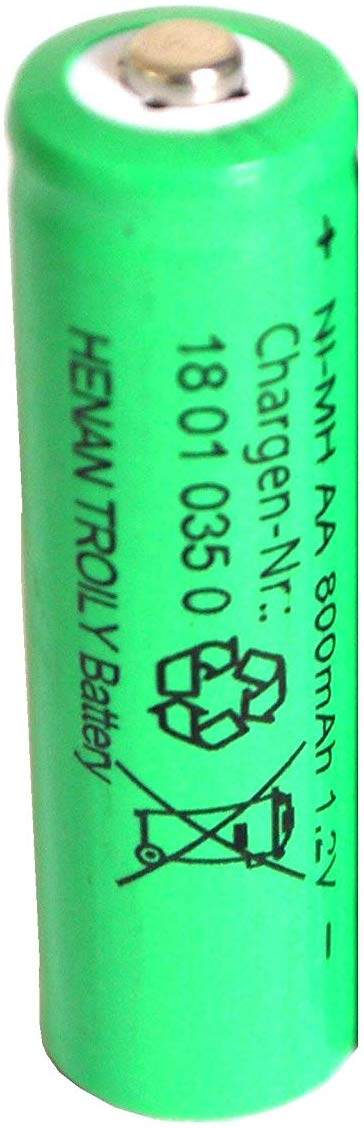 + Ni-MH AA 800mAh 1.2V -
Chargen-Nr.:
18 01 035 0
HENAN TROILY Battery